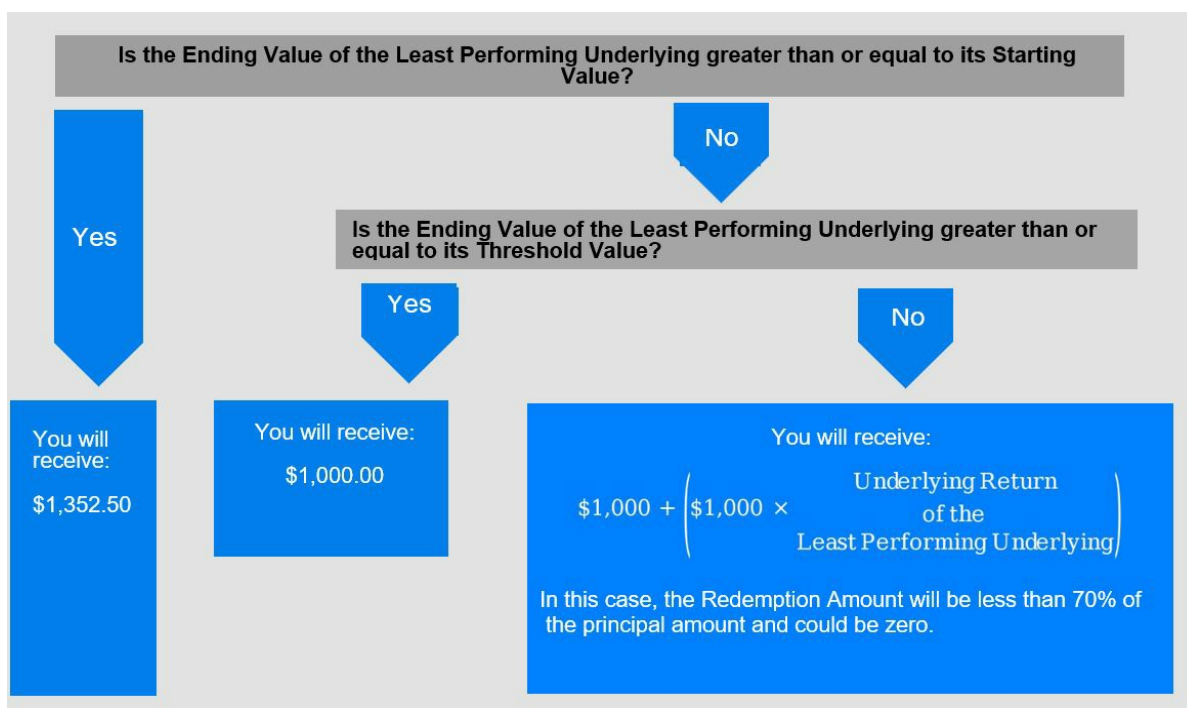 Is the Ending Value of the Least Performing Underlying greater than or equal to its Starting
Value?
No
Yes
Is the Ending Value of the Least Performing Underlying greater than or
equal to its Threshold Value?
Yes
No
You will
receive:
$1,352.50
You will receive:
$1,000.00
You will receive:
$1,000 + ($1,000 × Underlying Return
of the
Least Performing Underlying)
In this case, the Redemption Amount will be less than 70% of
the principal amount and could be zero.